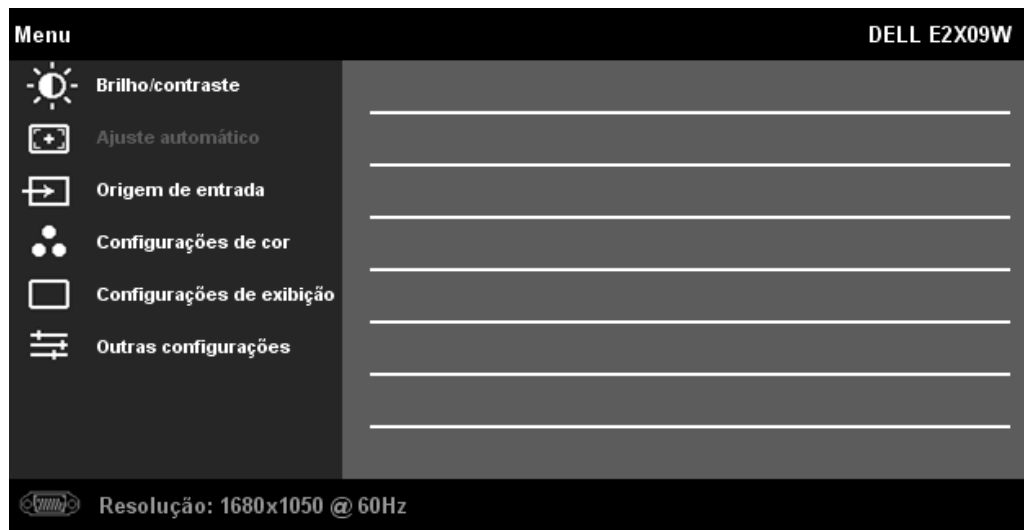 Menu DELL E2X09W
Brilho/contraste
Ajuste automático
Origem de entrada
Configurações de cor
Configurações de exibição
Outras configurações
Resolução: 1680x1050 @ 60Hz